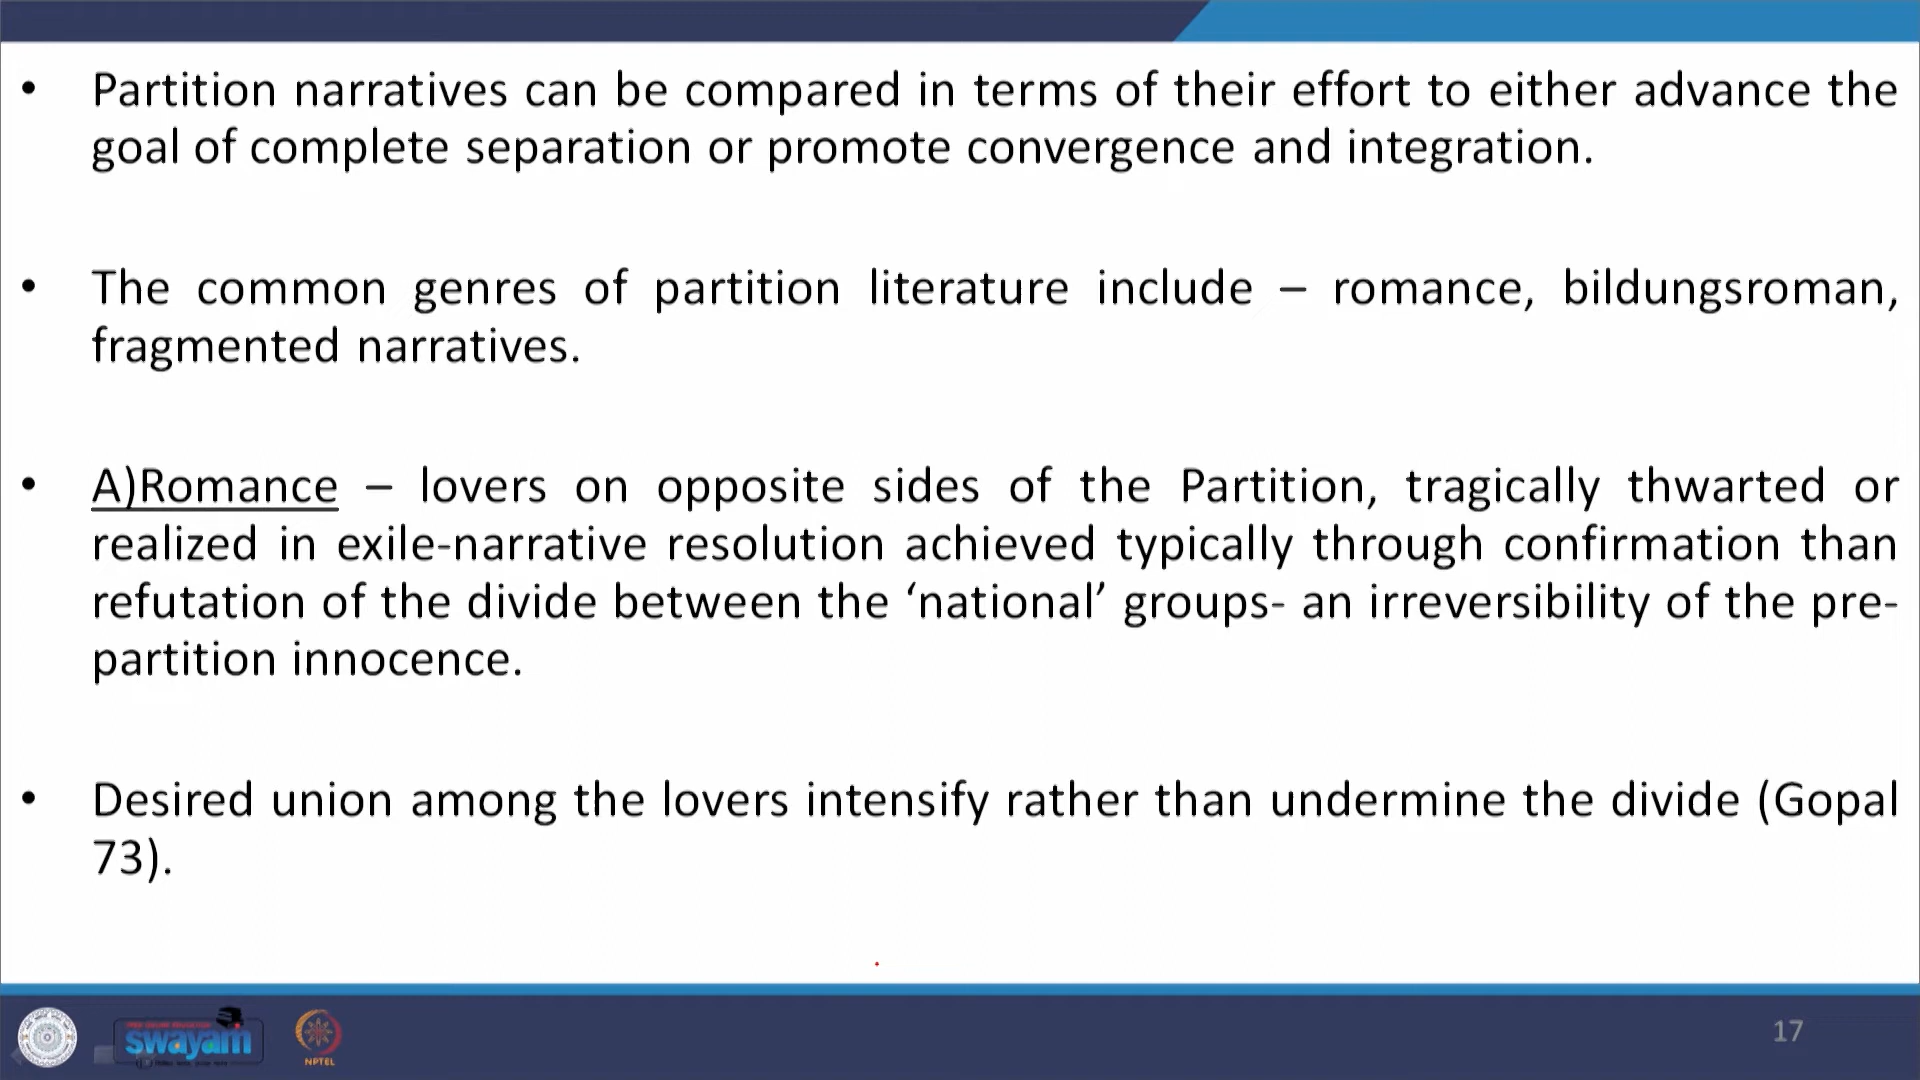 • Partition narratives can be compared in terms of their effort to either advance the
goal of complete separation or promote convergence and integration.
• The common genres of partition literature include – romance, bildungsroman,
fragmented narratives.
• A)Romance – lovers on opposite sides of the Partition, tragically thwarted or
realized in exile-narrative resolution achieved typically through confirmation than
refutation of the divide between the ‘national’ groups- an irreversibility of the pre-
partition innocence.
• Desired union among the lovers intensify rather than undermine the divide (Gopal
73).
swayam
NPTEL
17